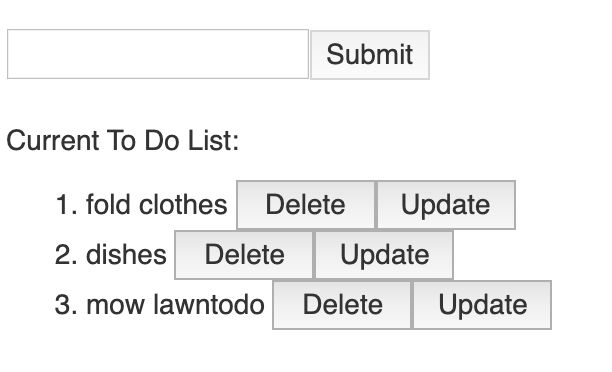 Submit
Current To Do List:
1. fold clothes Delete Update
2. dishes Delete Update
3. mow lawntodo Delete Update